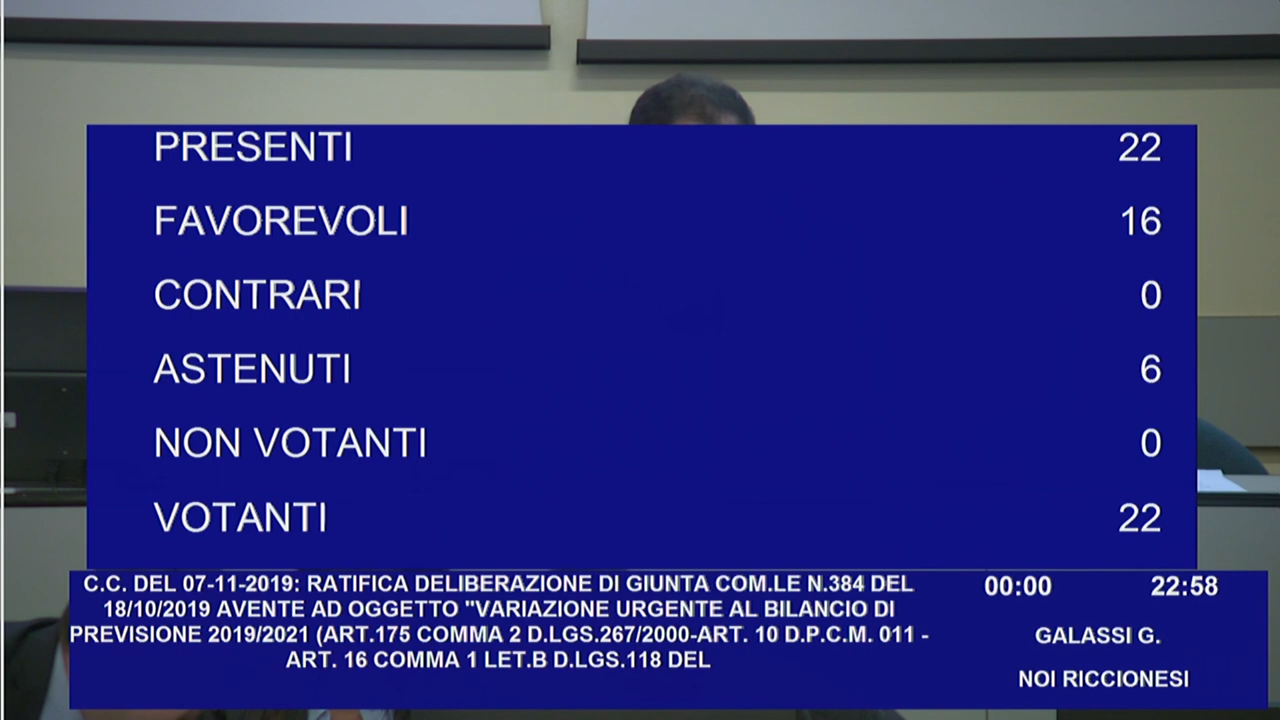 PRESENTI 22
FAVOREVOLI 16
CONTRARI 0
ASTENUTI 6
NON VOTANTI 0
VOTANTI 22
C.C. DEL 07-11-2019: RATIFICA DELIBERAZIONE DI GIUNTA COM.LE N.384 DEL
18/10/2019 AVENTE AD OGGETTO "VARIAZIONE URGENTE AL BILANCIO DI
PREVISIONE 2019/2021 (ART.175 COMMA 2 D.LGS.267/2000-ART. 10 D.P.C.M. 011 -
ART. 16 COMMA 1 LET.B D.LGS.118 DEL
00:00 22:58
GALASSI G.
NOI RICCIONESI